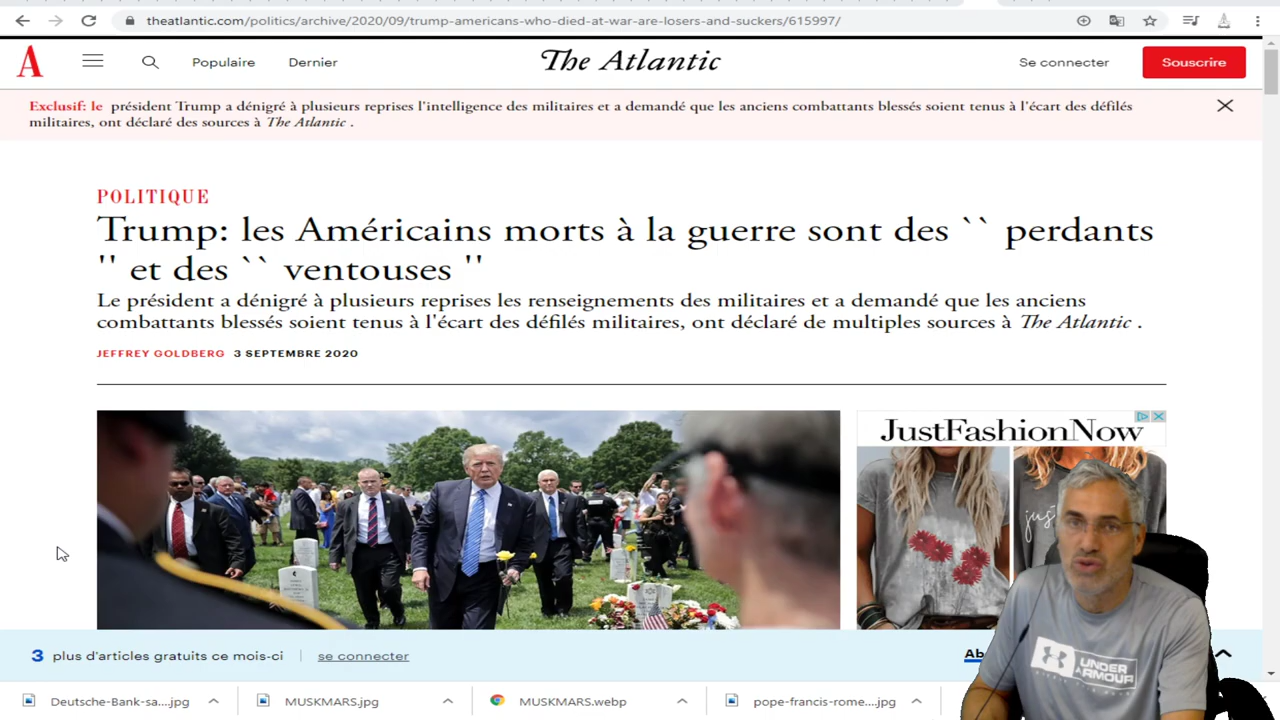 theatlantic.com/politics/archive/2020/09/trump-americans-who-died-at-war-are-losers-and-suckers/615997/
A
Populaire
Dernier
The Atlantic
Se connecter
Souscrire
Exclusif: le président Trump a dénigré à plusieurs reprises l'intelligence des militaires et a demandé que les anciens combattants blessés soient tenus à l'écart des défilés
militaires, ont déclaré des sources à The Atlantic .
POLITIQUE
Trump: les Américains morts à la guerre sont des `` perdants
'' et des `` ventouses ''
Le président a dénigré à plusieurs reprises les renseignements des militaires et a demandé que les anciens
combattants blessés soient tenus à l'écart des défilés militaires, ont déclaré de multiples sources à The Atlantic .
JEFFREY GOLDBERG 3 SEPTEMBRE 2020
JustFashionNow
3 plus d'articles gratuits ce mois-ci
se connecter
UNDER
ARMOUR
Deutsche-Bank-sa....jpg
MUSKMARS.jpg
MUSKMARS.webp
pope-francis-rome....jpg